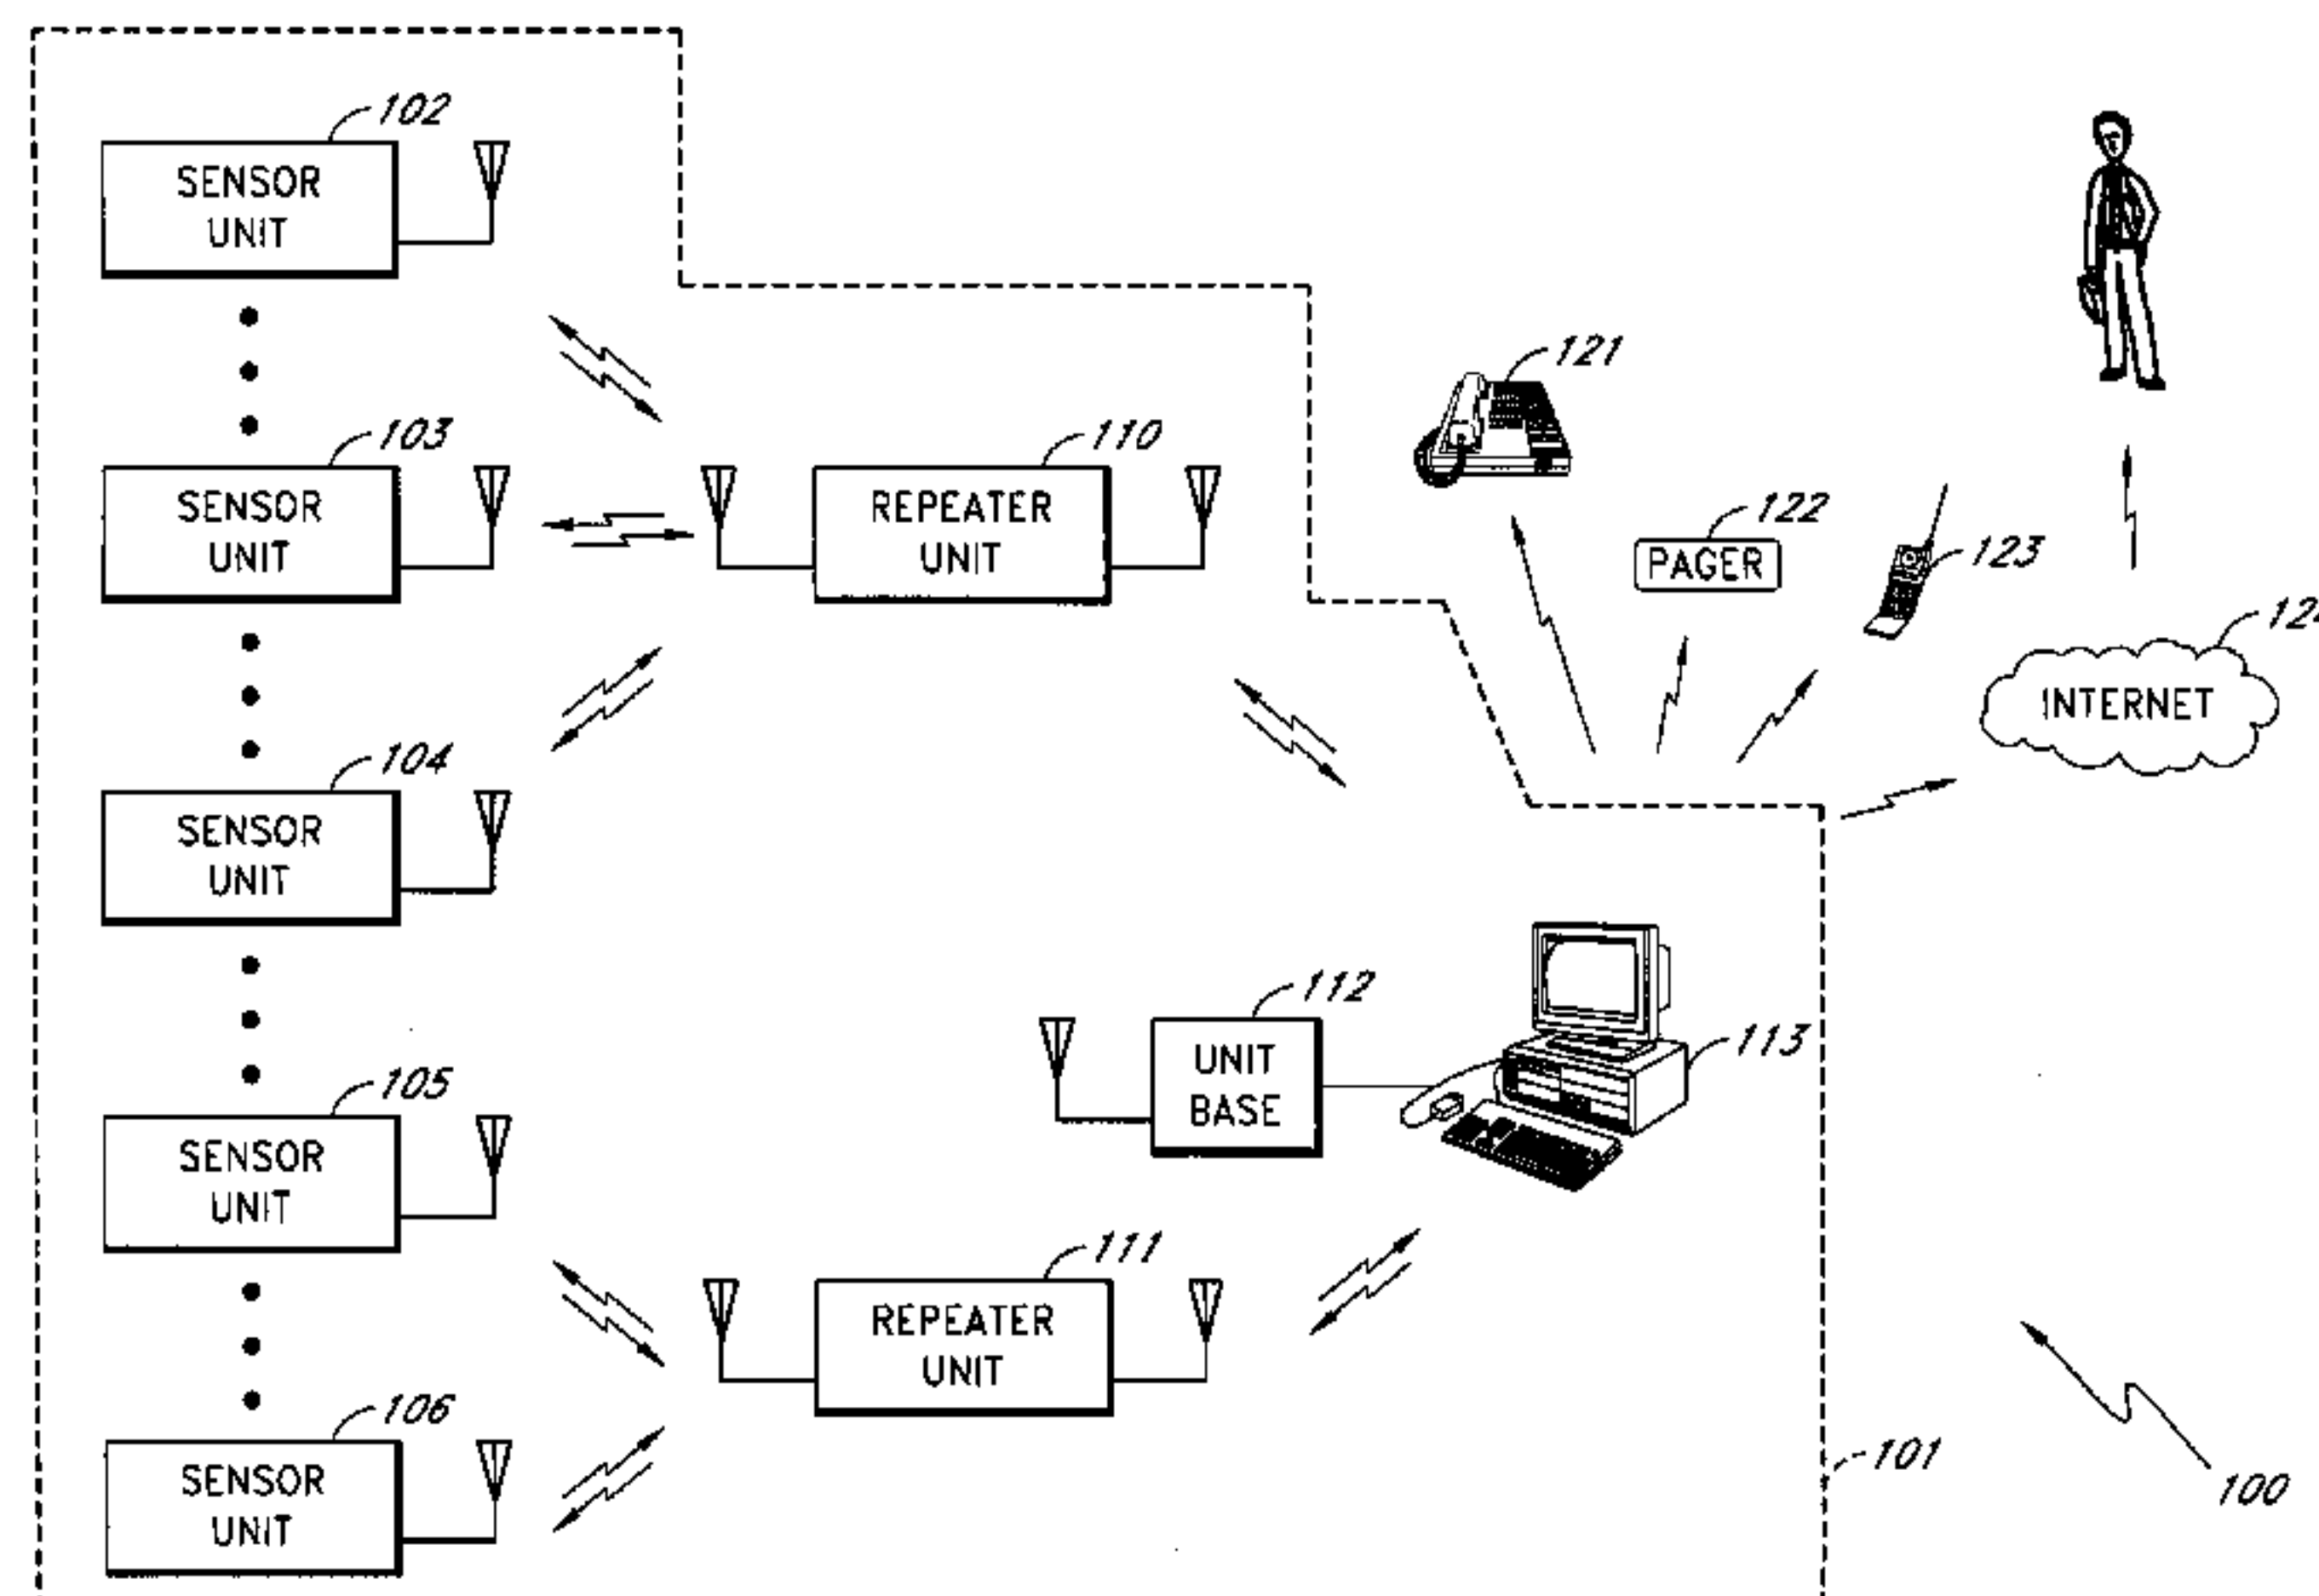 102
SENSOR
UNIT
103
SENSOR
UNIT
110
REPEATER
UNIT
121
122
PAGER
123
INTERNET
104
SENSOR
UNIT
112
UNIT
BASE
113
105
SENSOR
UNIT
111
REPEATER
UNIT
106
SENSOR
UNIT
101
100